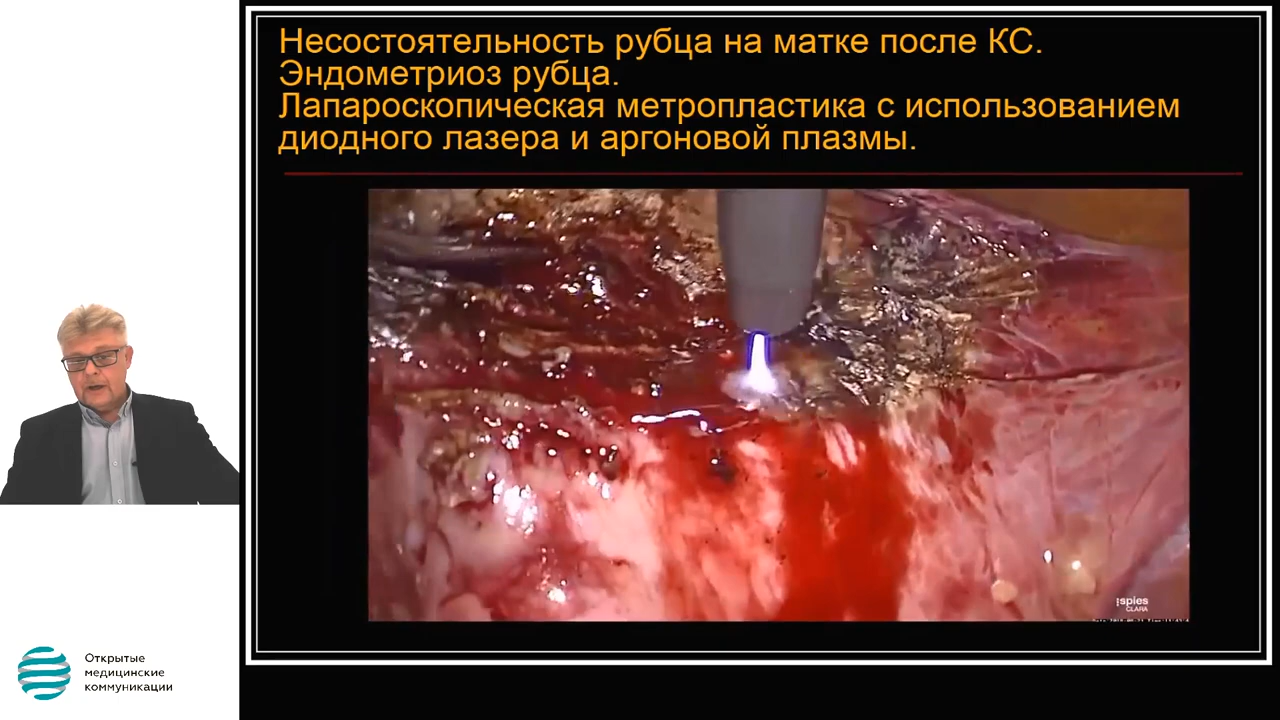 Несостоятельность рубца на матке после КС.
Эндометриоз рубца.
Лапароскопическая метропластика с использованием
диодного лазера и аргоновой плазмы.
spies
CLARA
Открытые
медицинские
коммуникации